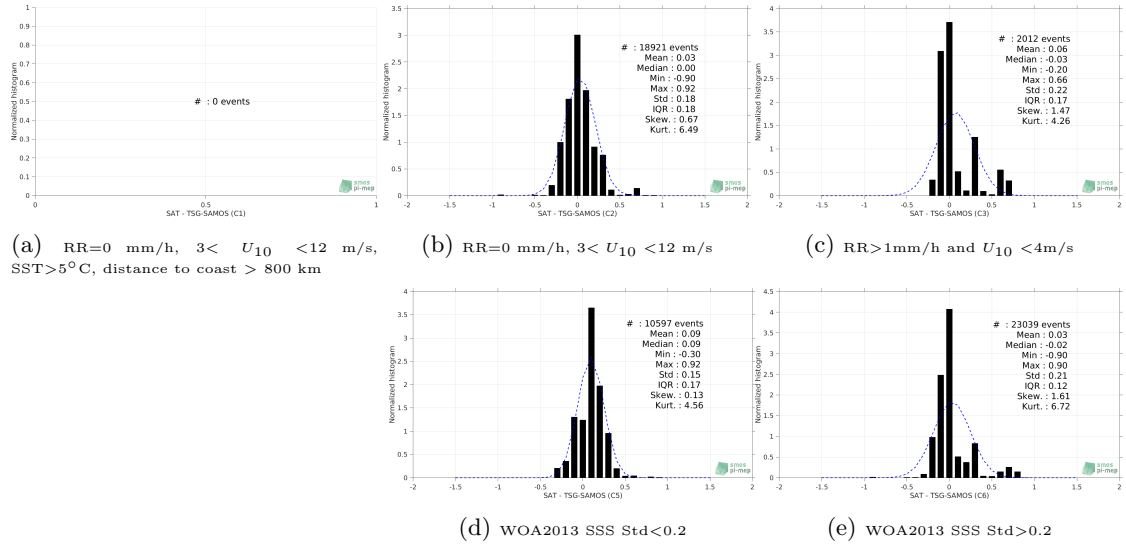 1
0.9
0.8
0.7
0.6
0.5
0.4
0.3
0.2
0.1
0
Normalized histogram
# : 0 events
smos
pi-mep
0 0.5 1
SAT - TSG-SAMOS (C1)
(a) RR=0 mm/h, 3< U10 <12 m/s,
SST>5°C, distance to coast > 800 km
3.5
3
2.5
2
1.5
1
0.5
0
Normalized histogram
# : 18921 events
Mean : 0.03
Median : 0.00
Min : -0.90
Max : 0.92
Std : 0.18
IQR : 0.18
Skew. : 0.67
Kurt. : 6.49
smos
pi-mep
-2 -1.5 -1 -0.5 0 0.5 1 1.5 2
SAT - TSG-SAMOS (C2)
(b) RR=0 mm/h, 3< U10 <12 m/s
4
3.5
3
2.5
2
1.5
1
0.5
0
Normalized histogram
# : 2012 events
Mean : 0.06
Median : -0.03
Min : -0.20
Max : 0.66
Std : 0.22
IQR : 0.17
Skew. : 1.47
Kurt. : 4.26
smos
pi-mep
-2 -1.5 -1 -0.5 0 0.5 1 1.5 2
SAT - TSG-SAMOS (C3)
(c) RR>1mm/h and U10 <4m/s
4
3.5
3
2.5
2
1.5
1
0.5
0
Normalized histogram
# : 10597 events
Mean : 0.09
Median : 0.09
Min : -0.30
Max : 0.92
Std : 0.15
IQR : 0.17
Skew. : 0.13
Kurt. : 4.56
smos
pi-mep
-2 -1.5 -1 -0.5 0 0.5 1 1.5 2
SAT - TSG-SAMOS (C5)
(d) WOA2013 SSS Std<0.2
4.5
4
3.5
3
2.5
2
1.5
1
0.5
0
Normalized histogram
# : 23039 events
Mean : 0.03
Median : -0.02
Min : -0.90
Max : 0.90
Std : 0.21
IQR : 0.12
Skew. : 1.61
Kurt. : 6.72
smos
pi-mep
-2 -1.5 -1 -0.5 0 0.5 1 1.5 2
SAT - TSG-SAMOS (C6)
(e) WOA2013 SSS Std>0.2